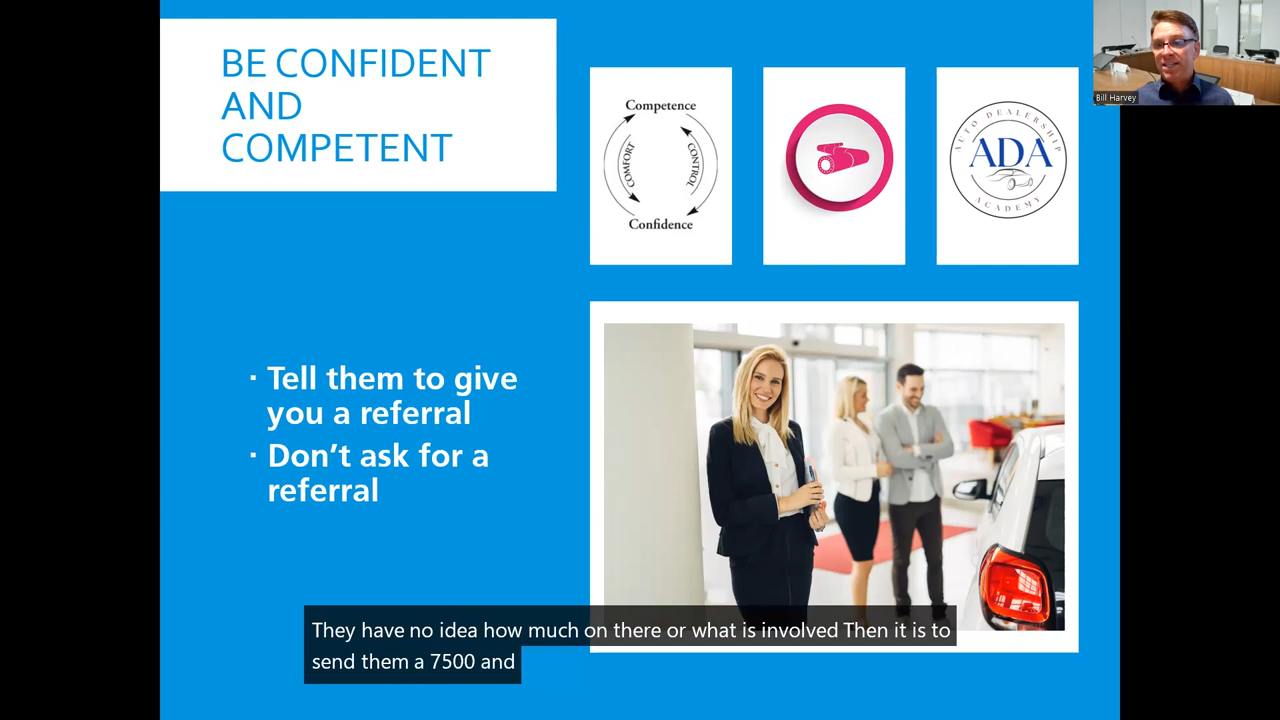 BE CONFIDENT
AND
COMPETENT
Competence
COMFORT
CONTROL
Confidence
AUTO DEALERSHIP
ADA
ACADEMY
Bill Harvey
· Tell them to give
you a referral
· Don’t ask for a
referral
They have no idea how much on there or what is involved Then it is to
send them a 7500 and